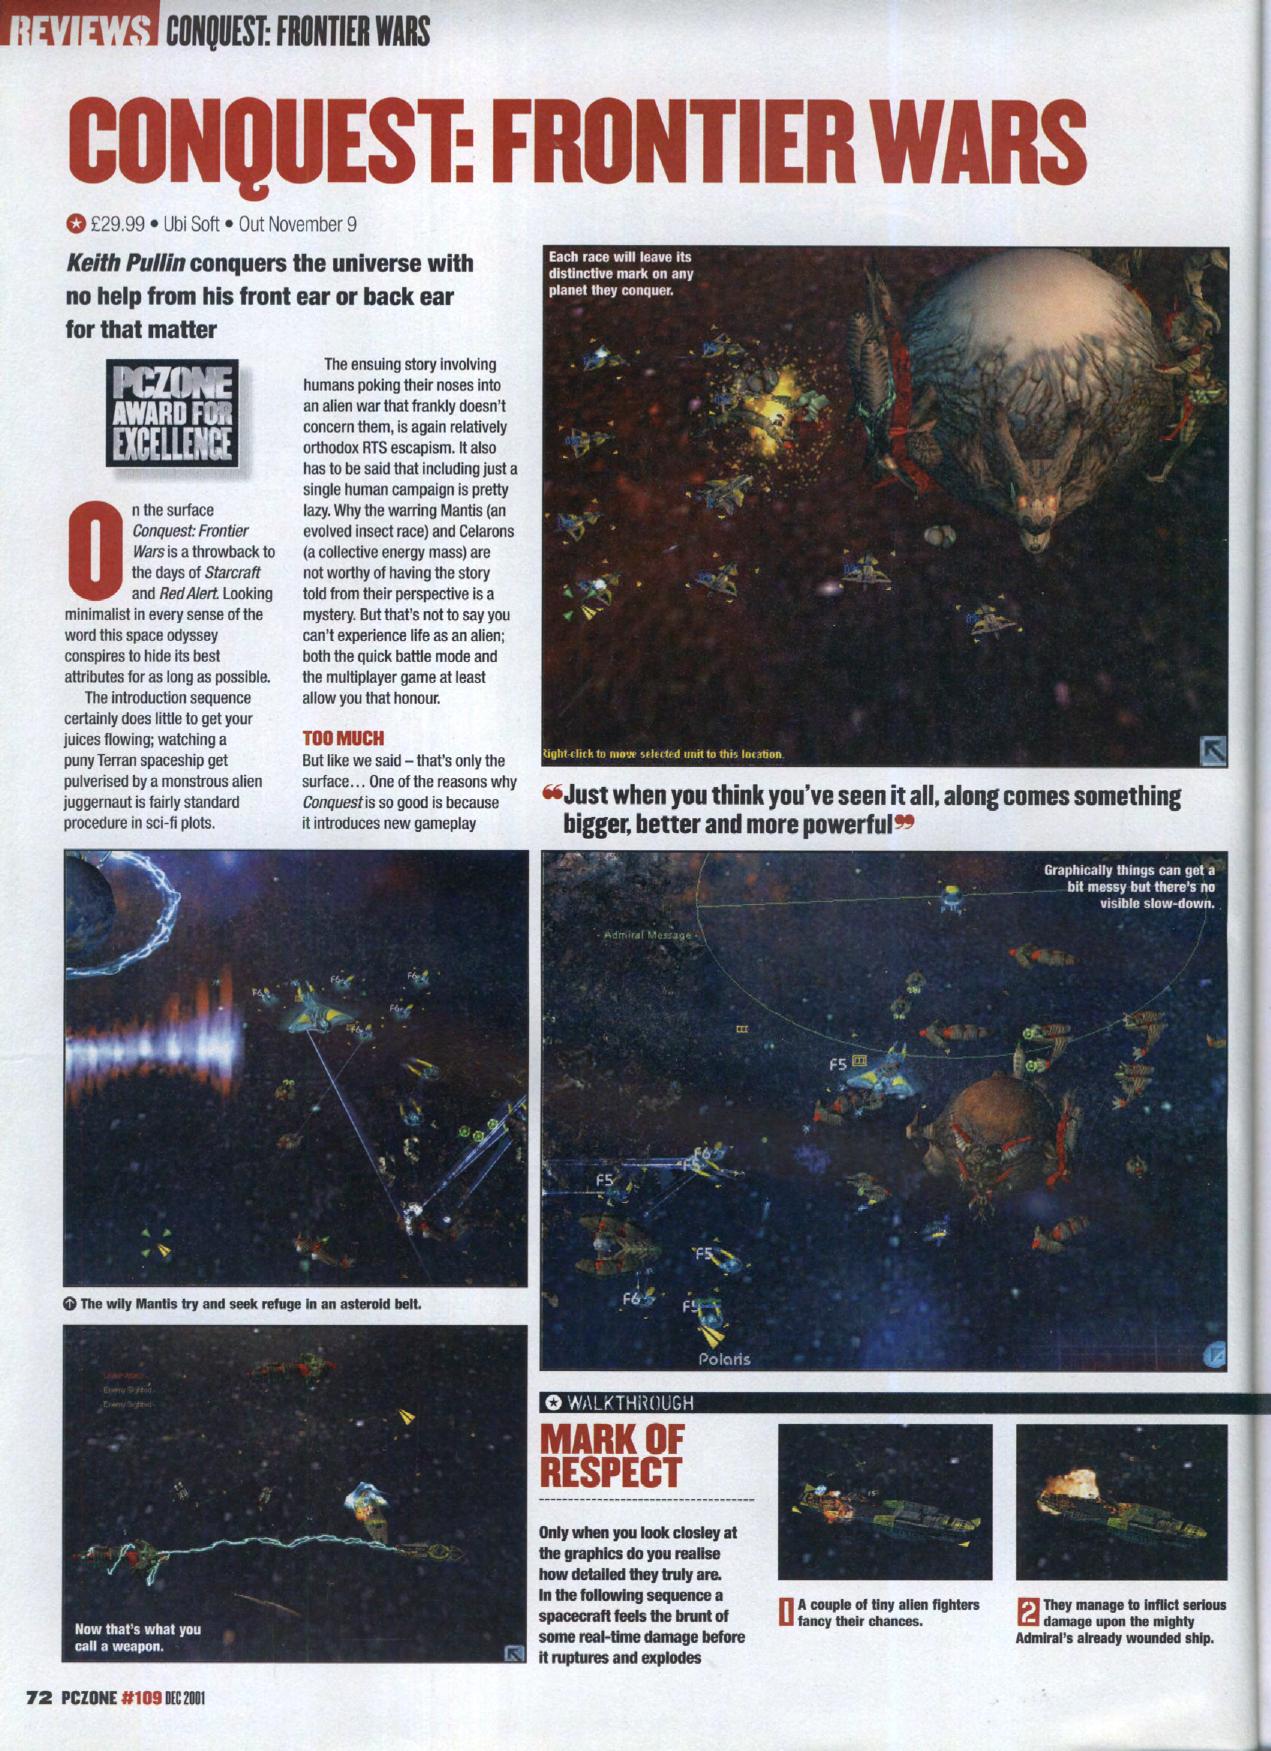 REVIEWS CONQUEST: FRONTIER WARS
CONQUEST: FRONTIER WARS
£29.99 • Ubi Soft • Out November 9
Keith Pullin conquers the universe with
no help from his front ear or back ear
for that matter
PCZONE
AWARD FOR
EXCELLENCE
On the surface
Conquest: Frontier
Wars is a throwback to
the days of Starcraft
and Red Alert. Looking
minimalist in every sense of the
word this space odyssey
conspires to hide its best
attributes for as long as possible.
The introduction sequence
certainly does little to get your
juices flowing; watching a
puny Terran spaceship get
pulverised by a monstrous alien
juggernaut is fairly standard
procedure in sci-fi plots.
The ensuing story involving
humans poking their noses into
an alien war that frankly doesn't
concern them, is again relatively
orthodox RTS escapism. It also
has to be said that including just a
single human campaign is pretty
lazy. Why the warring Mantis (an
evolved insect race) and Celarons
(a collective energy mass) are
not worthy of having the story
told from their perspective is a
mystery. But that's not to say you
can't experience life as an alien;
both the quick battle mode and
the multiplayer game at least
allow you that honour.
TOO MUCH
But like we said – that's only the
surface... One of the reasons why
Conquest is so good is because
it introduces new gameplay
Each race will leave its
distinctive mark on any
planet they conquer.
Right-click to move selected unit to this location.
“Just when you think you've seen it all, along comes something
bigger, better and more powerful”
F6
F6
F6
F6
F6
The wily Mantis try and seek refuge in an asteroid belt.
Graphically things can get a
bit messy but there's no
visible slow-down.
- Admiral Message -
F5
F6
F5
F5
F5
F6
F5
Polaris
Enemy Sighted
Enemy Sighted
Now that's what you
call a weapon.
WALKTHROUGH
MARK OF
RESPECT
Only when you look closley at
the graphics do you realise
how detailed they truly are.
In the following sequence a
spacecraft feels the brunt of
some real-time damage before
it ruptures and explodes
1 A couple of tiny alien fighters
fancy their chances.
2 They manage to inflict serious
damage upon the mighty
Admiral's already wounded ship.
72 PCZONE #109 DEC 2001